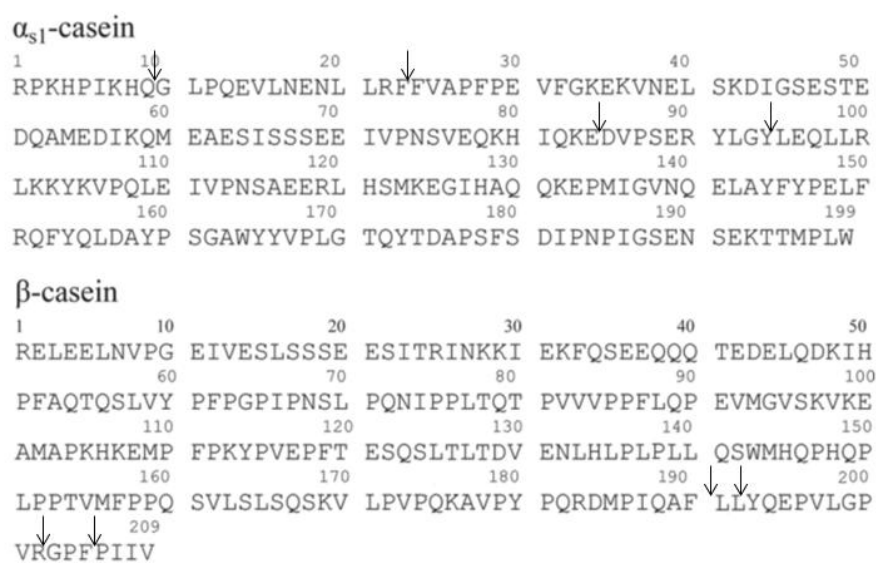 αs1-casein
1 10 20 30 40 50
RPKHPIKHQG LPQEVLNENL LRFFVAPFPE VFGKEKVNEL SKDIGSESTE
60 70 80 90 100
DQAMEDIKQM EAESISSSEE IVPNSVEQKH IQKEDVPSER YLGYLEQLLR
110 120 130 140 150
LKKYKVPQLE IVPNSAEERL HSMKEGIHAQ QKEPMIGVNQ ELAYFYPELF
160 170 180 190 199
RQFYQLDAYP SGAWYYVPLG TQYTDAPSFS DIPNPIGSEN SEKTTMPLW
β-casein
1 10 20 30 40 50
RELEELNVPG EIVESLSSSE ESITRINKKI EKFQSEEQQQ TEDELQDKIH
60 70 80 90 100
PFAQTQSLVY PFPGPIPNSL PQNIPPLTQT PVVVPPFLQP EVMGVSKVKE
110 120 130 140 150
AMAPKHKEMP FPKYPVEPFT ESQSLTLTDV ENLHLPLPLL QSWMHQPHQP
160 170 180 190 200
LPPTVMFPPQ SVLSLSQSKV LPVPQKAVPY PQRDMPIQAF LLYQEPVLGP
209
VRGPFPIIV